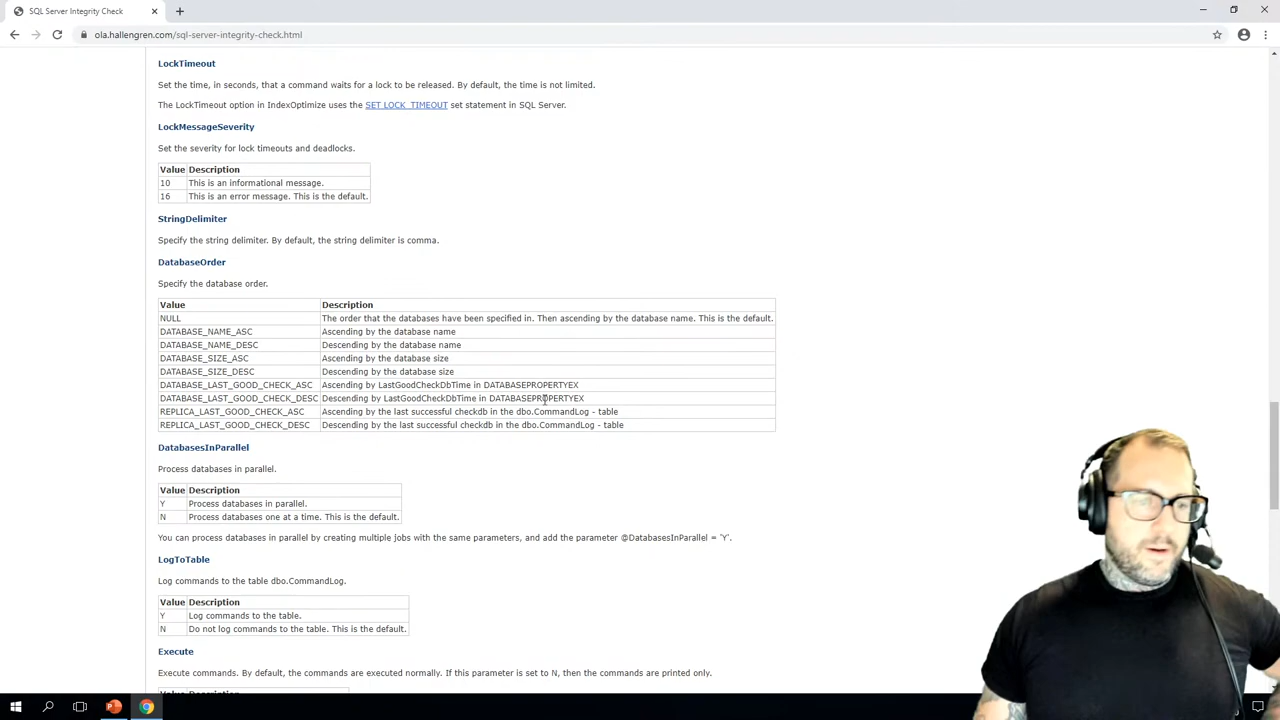 SQL Server Integrity Check
ola.hallengren.com/sql-server-integrity-check.html
LockTimeout
Set the time, in seconds, that a command waits for a lock to be released. By default, the time is not limited.
The LockTimeout option in IndexOptimize uses the SET LOCK_TIMEOUT set statement in SQL Server.
LockMessageSeverity
Set the severity for lock timeouts and deadlocks.
Value Description
10 This is an informational message.
16 This is an error message. This is the default.
StringDelimiter
Specify the string delimiter. By default, the string delimiter is comma.
DatabaseOrder
Specify the database order.
Value Description
NULL The order that the databases have been specified in. Then ascending by the database name. This is the default.
DATABASE_NAME_ASC Ascending by the database name
DATABASE_NAME_DESC Descending by the database name
DATABASE_SIZE_ASC Ascending by the database size
DATABASE_SIZE_DESC Descending by the database size
DATABASE_LAST_GOOD_CHECK_ASC Ascending by LastGoodCheckDbTime in DATABASEPROPERTYEX
DATABASE_LAST_GOOD_CHECK_DESC Descending by LastGoodCheckDbTime in DATABASEPROPERTYEX
REPLICA_LAST_GOOD_CHECK_ASC Ascending by the last successful checkdb in the dbo.CommandLog - table
REPLICA_LAST_GOOD_CHECK_DESC Descending by the last successful checkdb in the dbo.CommandLog - table
DatabasesInParallel
Process databases in parallel.
Value Description
Y Process databases in parallel.
N Process databases one at a time. This is the default.
You can process databases in parallel by creating multiple jobs with the same parameters, and add the parameter @DatabasesInParallel = 'Y'.
LogToTable
Log commands to the table dbo.CommandLog.
Value Description
Y Log commands to the table.
N Do not log commands to the table. This is the default.
Execute
Execute commands. By default, the commands are executed normally. If this parameter is set to N, then the commands are printed only.
Value Description